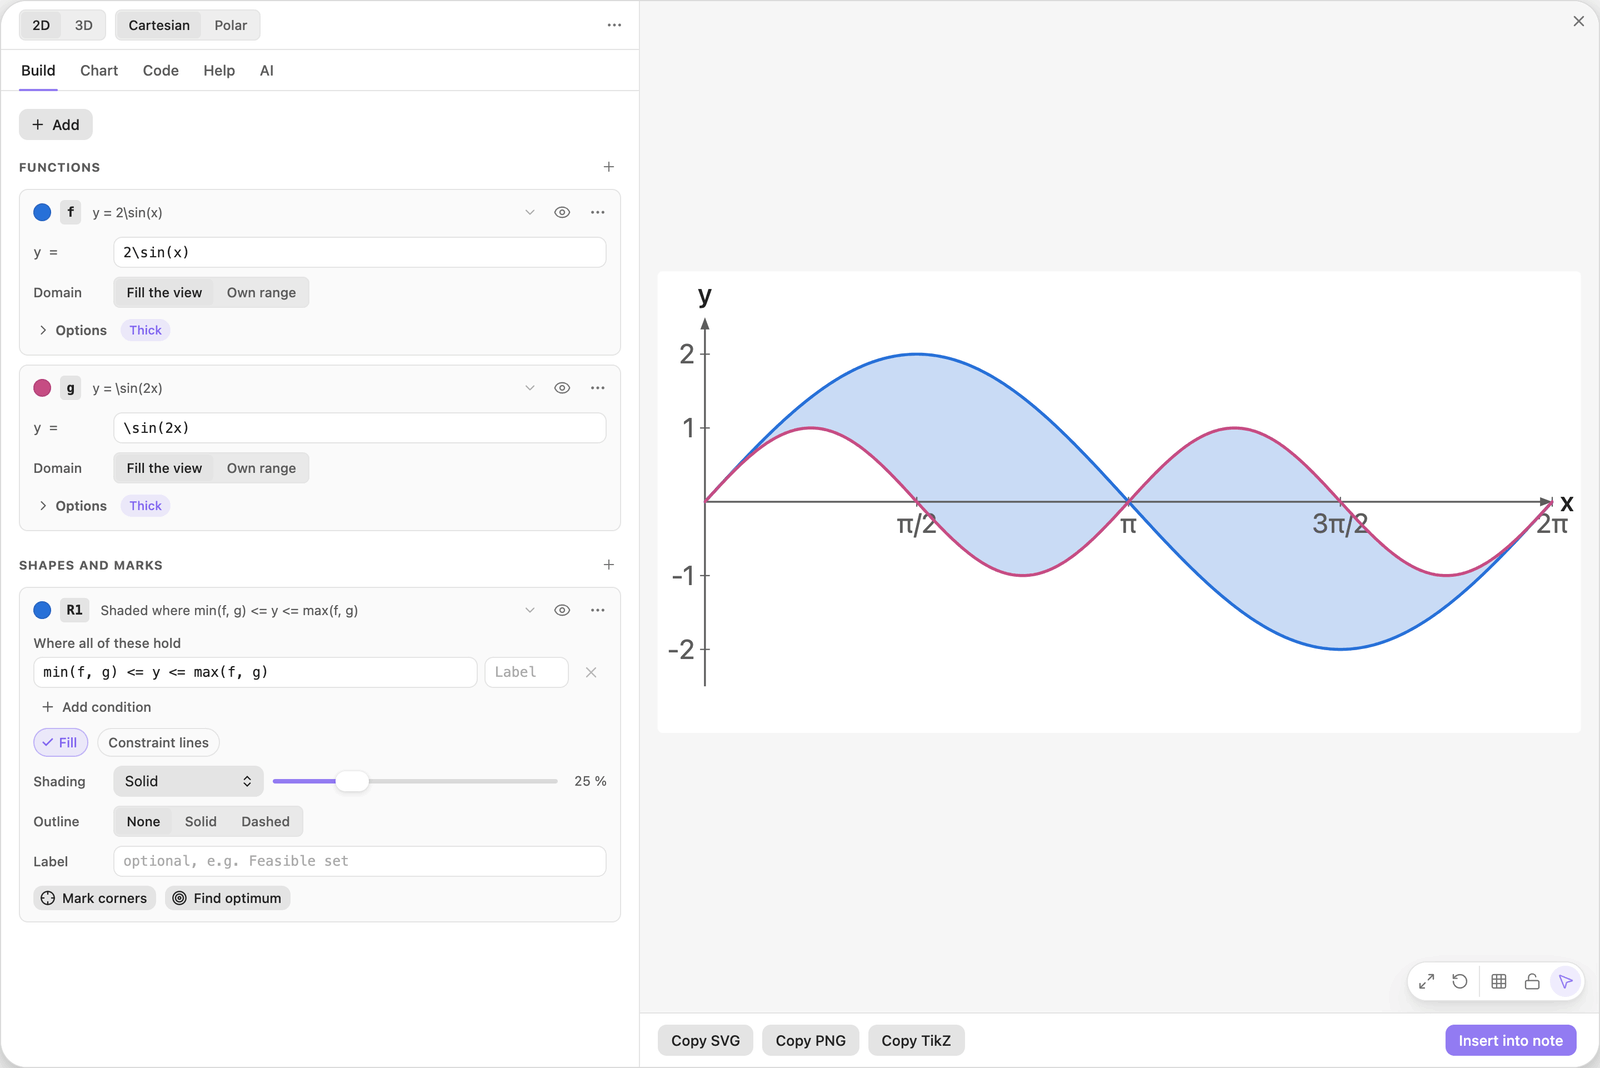 2D 3D Cartesian Polar
Build Chart Code Help AI
+ Add
FUNCTIONS
f y = 2\sin(x)
y = 2\sin(x)
Domain Fill the view Own range
Options Thick
g y = \sin(2x)
y = \sin(2x)
Domain Fill the view Own range
Options Thick
SHAPES AND MARKS
R1 Shaded where min(f, g) <= y <= max(f, g)
Where all of these hold
min(f, g) <= y <= max(f, g) Label
+ Add condition
Fill Constraint lines
Shading Solid 25 %
Outline None Solid Dashed
Label optional, e.g. Feasible set
Mark corners Find optimum
y
2
1
x
π/2 π 3π/2 2π
-1
-2
Copy SVG Copy PNG Copy TikZ Insert into note